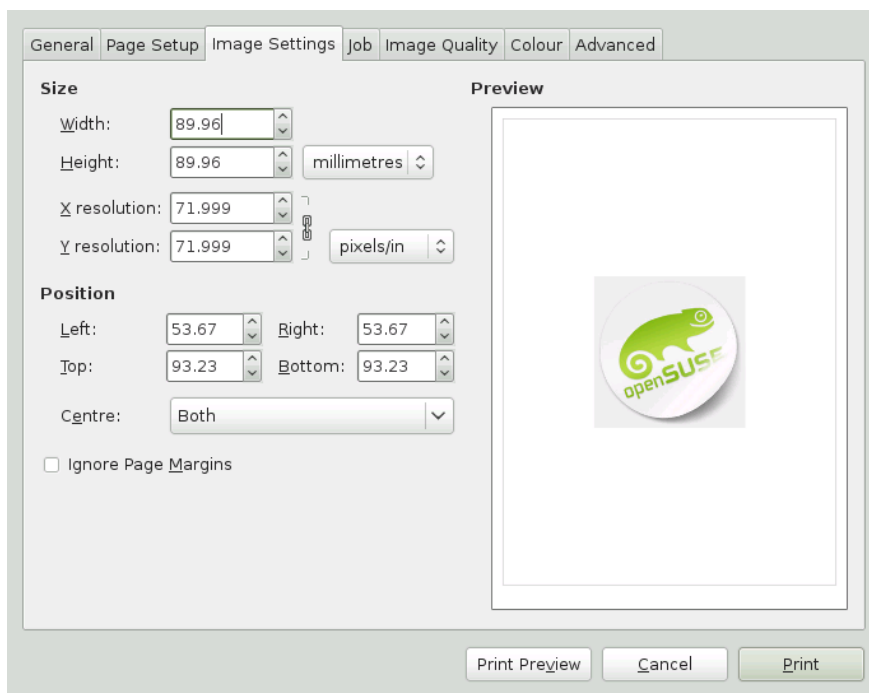 General Page Setup Image Settings Job Image Quality Colour Advanced
Size
Width: 89.96
Height: 89.96 millimetres
X resolution: 71.999
Y resolution: 71.999 pixels/in
Position
Left: 53.67 Right: 53.67
Top: 93.23 Bottom: 93.23
Centre: Both
Ignore Page Margins
Preview
openSUSE
Print Preview Cancel Print